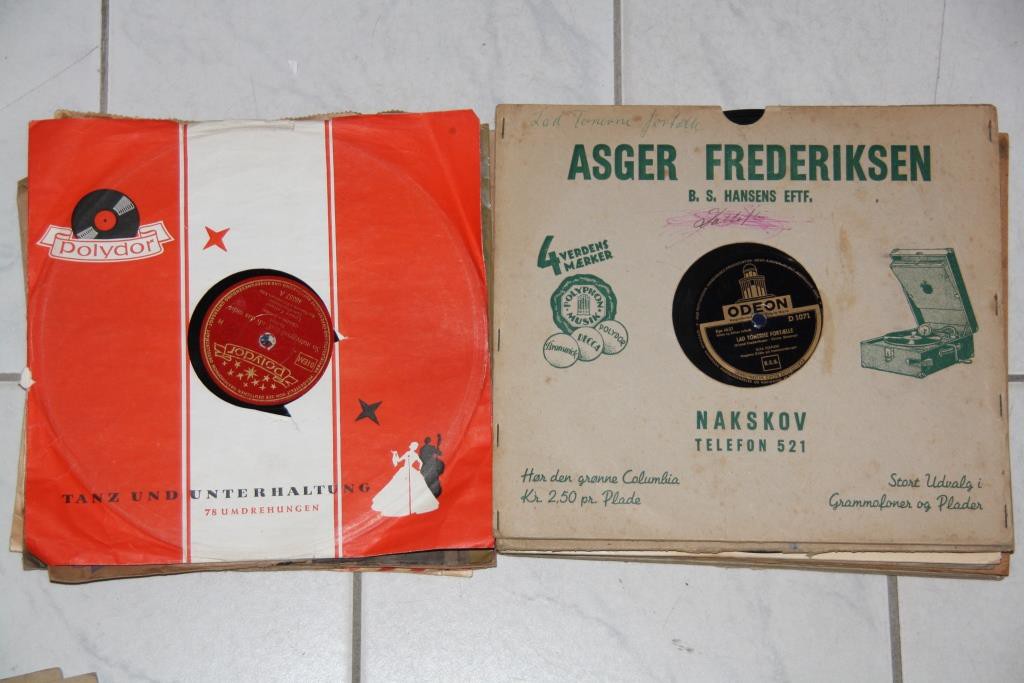 Polydor
Polydor
TANZ UND UNTERHALTUNG
78 UMDREHUNGEN
Lad Tonerne fortælle
ASGER FREDERIKSEN
B. S. HANSENS EFTF.
4 VERDENS
MÆRKER
POLYPHON
MUSIK
Brunswick
DECCA
POLYDOR
ODEON
D 1071
LAD TONERNE FORTÆLLE
NAKSKOV
TELEFON 521
Hør den grønne Columbia
Kr. 2,50 pr. Plade
Stort Udvalg i
Grammofoner og Plader